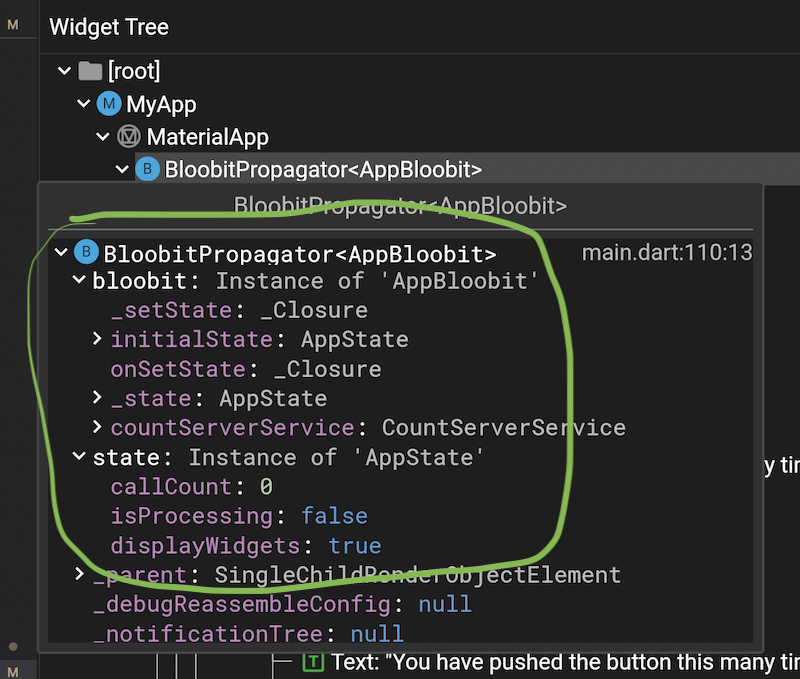 M
Widget Tree
[root]
M MyApp
M MaterialApp
B BloobitPropagator<AppBloobit>
BloobitPropagator<AppBloobit>
B BloobitPropagator<AppBloobit> main.dart:110:13
bloobit: Instance of 'AppBloobit'
_setState: _Closure
initialState: AppState
onSetState: _Closure
_state: AppState
countServerService: CountServerService
state: Instance of 'AppState'
y tin
callCount: 0
isProcessing: false
displayWidgets: true
_parent: SingleChildRenderObjectElement
_debugReassembleConfig: null
_notificationTree: null
M
T Text: "You have pushed the button this many tin